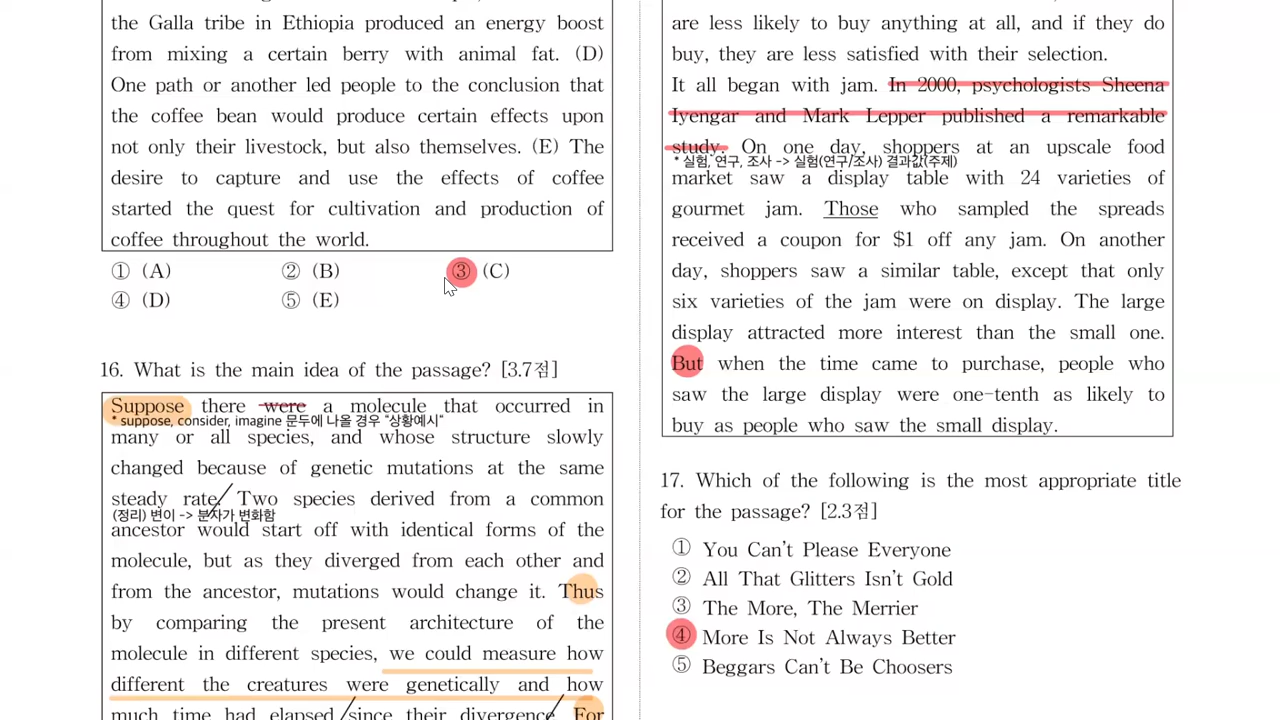 the Galla tribe in Ethiopia produced an energy boost
from mixing a certain berry with animal fat. (D)
One path or another led people to the conclusion that
the coffee bean would produce certain effects upon
not only their livestock, but also themselves. (E) The
desire to capture and use the effects of coffee
started the quest for cultivation and production of
coffee throughout the world.
① (A) ② (B) ③ (C)
④ (D) ⑤ (E)
16. What is the main idea of the passage? [3.7점]
Suppose there were a molecule that occurred in
* suppose, consider, imagine 문두에 나올 경우 "상황예시"
many or all species, and whose structure slowly
changed because of genetic mutations at the same
steady rate. Two species derived from a common
(정리) 변이 -> 분자가 변화함
ancestor would start off with identical forms of the
molecule, but as they diverged from each other and
from the ancestor, mutations would change it. Thus
by comparing the present architecture of the
molecule in different species, we could measure how
different the creatures were genetically and how
much time had elapsed since their divergence. For
are less likely to buy anything at all, and if they do
buy, they are less satisfied with their selection.
It all began with jam. In 2000, psychologists Sheena
Iyengar and Mark Lepper published a remarkable
study. On one day, shoppers at an upscale food
* 실험, 연구, 조사 -> 실험(연구/조사) 결과값(주제)
market saw a display table with 24 varieties of
gourmet jam. Those who sampled the spreads
received a coupon for $1 off any jam. On another
day, shoppers saw a similar table, except that only
six varieties of the jam were on display. The large
display attracted more interest than the small one.
But when the time came to purchase, people who
saw the large display were one-tenth as likely to
buy as people who saw the small display.
17. Which of the following is the most appropriate title
for the passage? [2.3점]
① You Can't Please Everyone
② All That Glitters Isn't Gold
③ The More, The Merrier
④ More Is Not Always Better
⑤ Beggars Can't Be Choosers